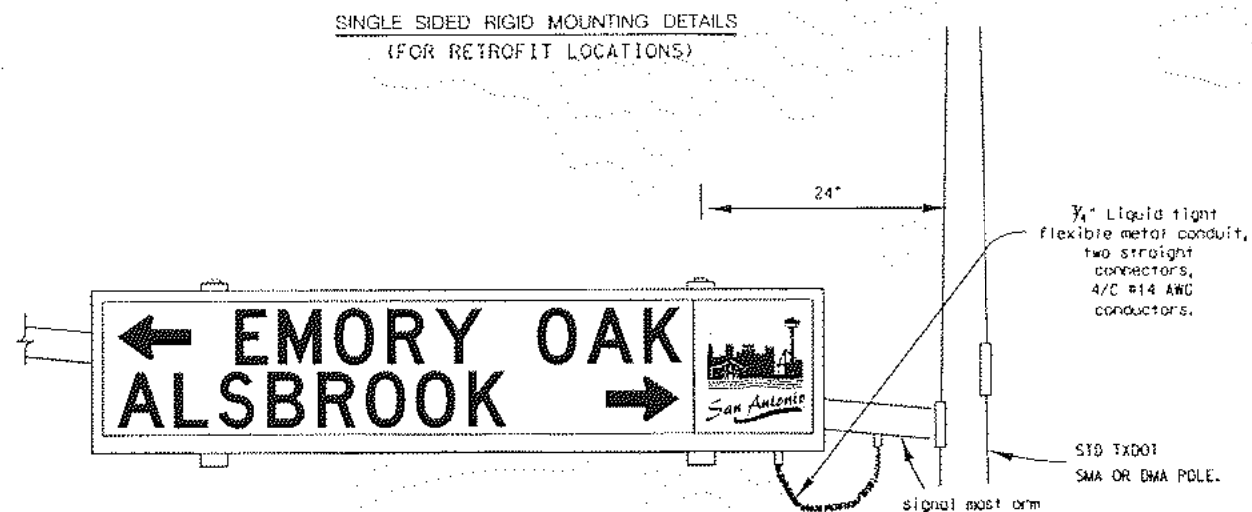 SINGLE SIDED RIGID MOUNTING DETAILS
(FOR RETROFIT LOCATIONS)
24"
3/4" Liquid tight
flexible metal conduit,
two straight
connectors,
4/C #14 AWG
conductors.
← EMORY OAK
ALSBROOK →
San Antonio
STD TXDOT
SMA OR DMA POLE.
signal mast arm